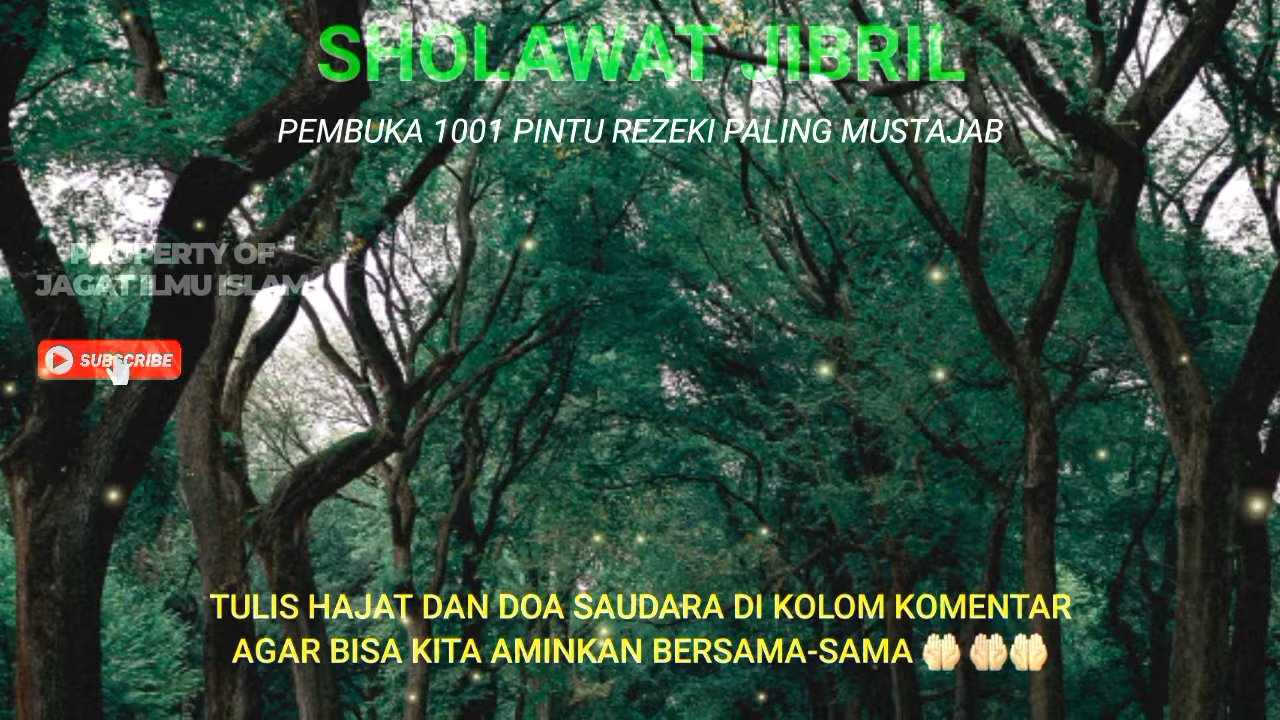 SHOLAWAT JIBRIL
PEMBUKA 1001 PINTU REZEKI PALING MUSTAJAB
PROPERTY OF
JAGAT ILMU ISLAM
SUBSCRIBE
TULIS HAJAT DAN DOA SAUDARA DI KOLOM KOMENTAR
AGAR BISA KITA AMINKAN BERSAMA-SAMA 🤲🏻 🤲🏻 🤲🏻